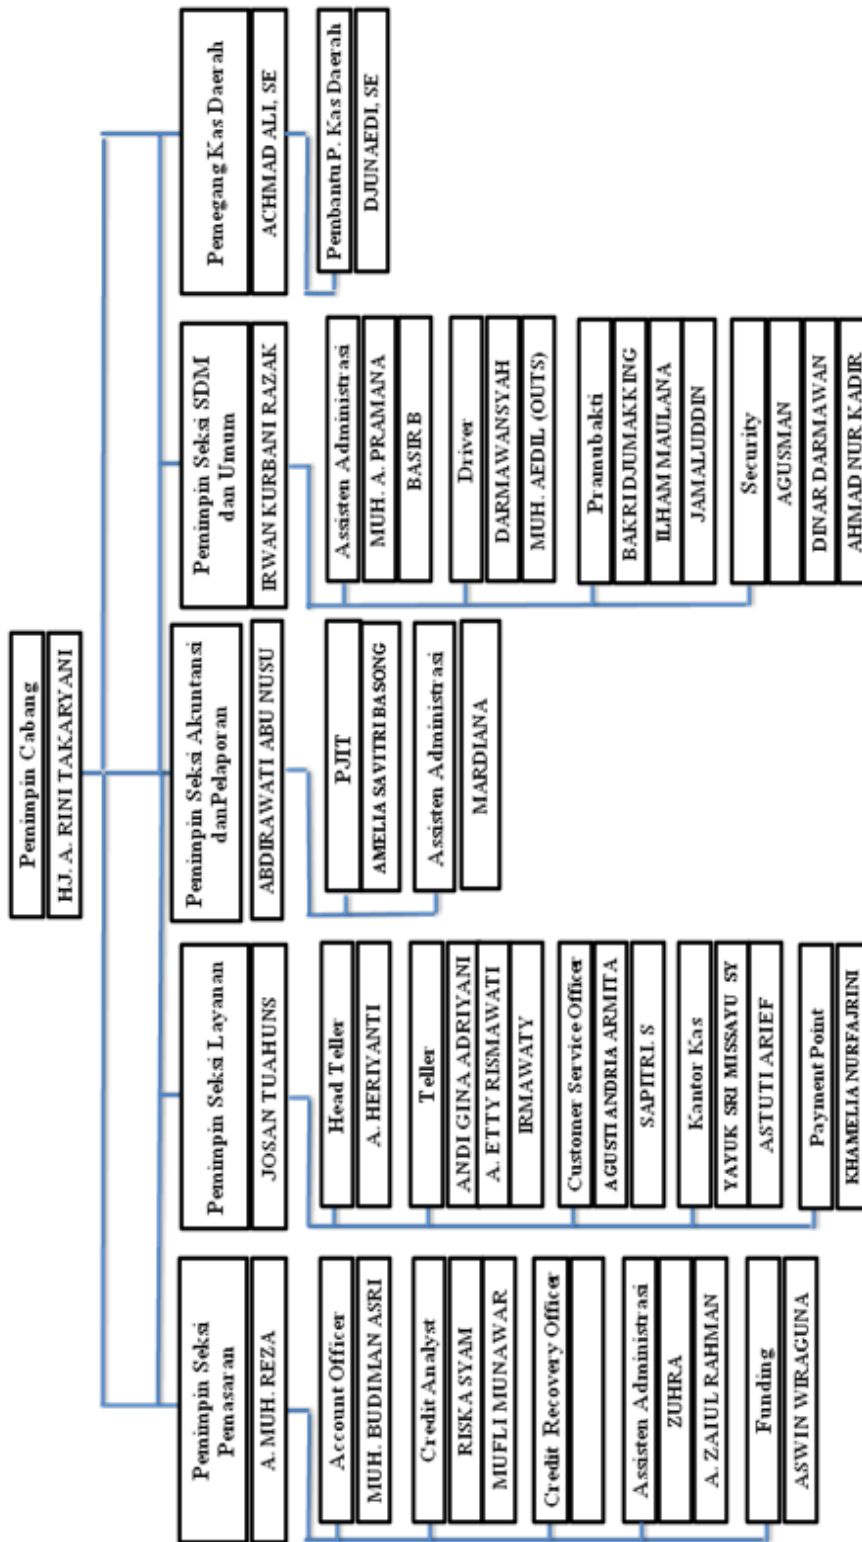 Pemimpin Cabang
HJ. A. RINI TAKARYANI
Pemimpin Seksi
Pemasaran
A. MUH. REZA
Account Officer
MUH. BUDIMAN ASRI
Credit Analyst
RISKA SYAM
MUFLI MUNAWAR
Credit Recovery Officer
Assisten Administrasi
ZUHRA
A. ZAIUL RAHMAN
Funding
ASWIN WIRAGUNA
Pemimpin Seksi Layanan
JOSAN TUAHUNS
Head Teller
A. HERIYANTI
Teller
ANDI GINA ADRIYANI
A. ETTY RISMAWATI
IRMAWATY
Customer Service Officer
AGUSTI ANDRIA ARMITA
SAPITRI. S
Kantor Kas
YAYUK SRI MISSAYU SY
ASTUTI ARIEF
Payment Point
KHAMELIA NURFAJRINI
Pemimpin Seksi Akuntansi
dan Pelaporan
ABDIRAWATI ABU NUSU
PJIT
AMELIA SAVITRI BASONG
Assisten Administrasi
MARDIANA
Pemimpin Seksi SDM
dan Umum
IRWAN KURBANI RAZAK
Assisten Administrasi
MUH. A. PRAMANA
BASIR B
Driver
DARMAWANSYAH
MUH. AEDIL (OUTS)
Pramubakti
BAKRI DJUMAKKING
ILHAM MAULANA
JAMALUDDIN
Security
AGUSMAN
DINAR DARMAWAN
AHMAD NUR KADIR
Pemegang Kas Daerah
ACHMAD ALI, SE
Pembantu P. Kas Daerah
DJUNAEDI, SE